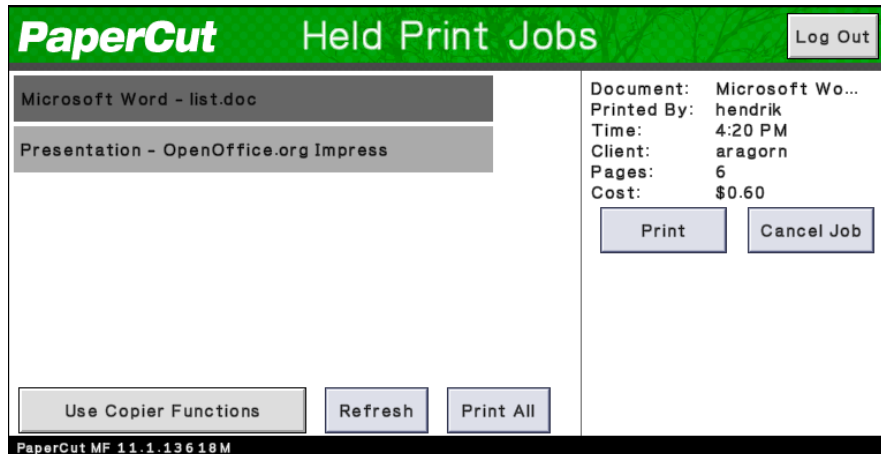 PaperCut Held Print Jobs Log Out
Microsoft Word - list.doc
Presentation - OpenOffice.org Impress
Document: Microsoft Wo...
Printed By: hendrik
Time: 4:20 PM
Client: aragorn
Pages: 6
Cost: $0.60
Print Cancel Job
Use Copier Functions Refresh Print All
PaperCut MF 11.1.13618M